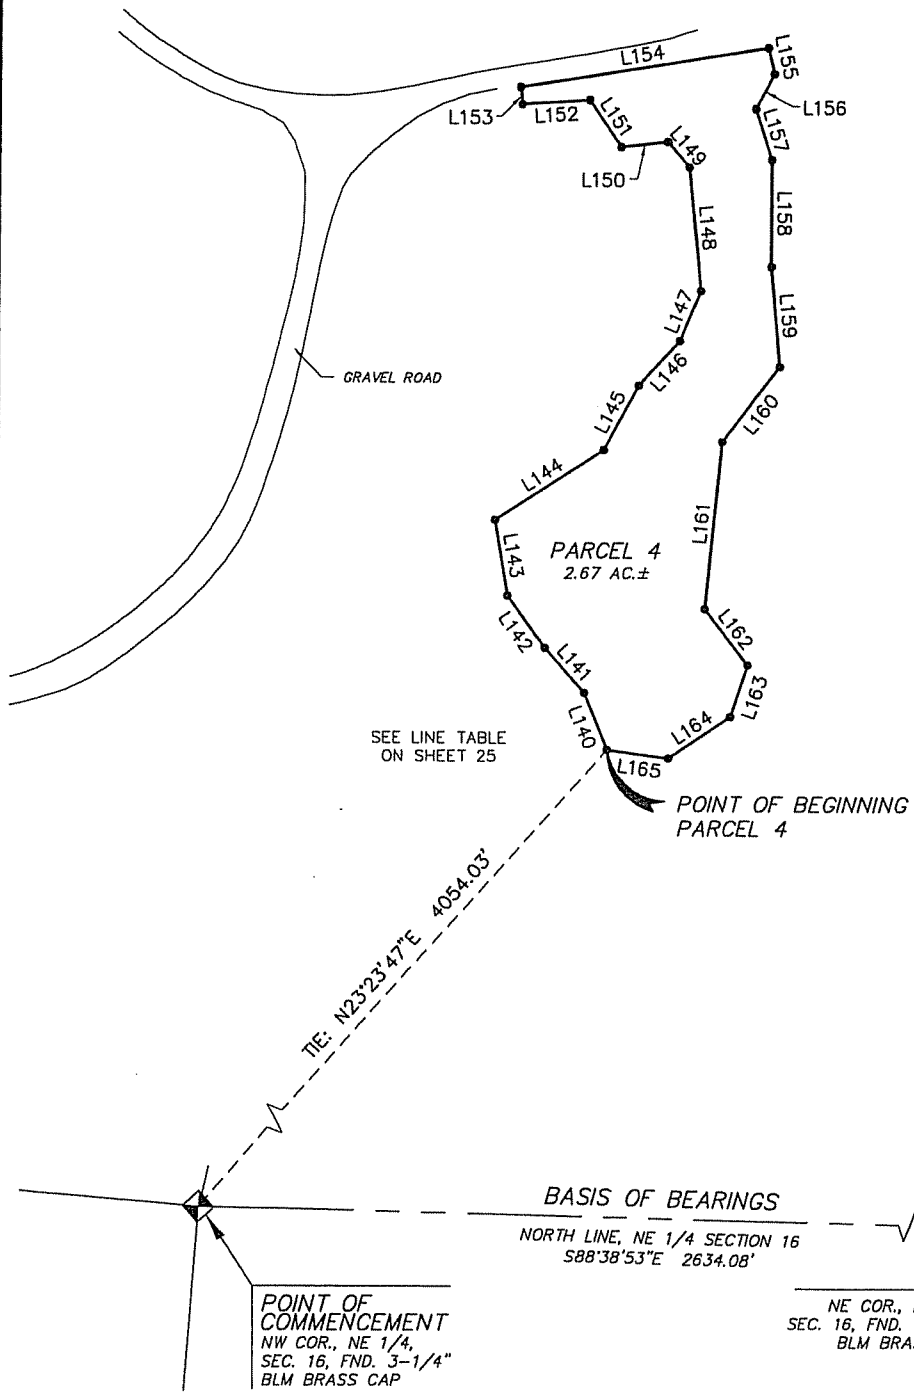 L154
L155
L153
L152
L151
L156
L157
L150
L149
L158
L148
L147
L159
L146
GRAVEL ROAD
L145
L160
L144
L161
L143
PARCEL 4
2.67 AC.±
L142
L141
L162
L163
L140
L164
SEE LINE TABLE
ON SHEET 25
L165
POINT OF BEGINNING
PARCEL 4
TIE: N23°23'47"E 4054.03'
BASIS OF BEARINGS
NORTH LINE, NE 1/4 SECTION 16
S88°38'53"E 2634.08'
POINT OF
COMMENCEMENT
NW COR., NE 1/4,
SEC. 16, FND. 3-1/4"
BLM BRASS CAP
NE COR.,
SEC. 16, FND.
BLM BRAS